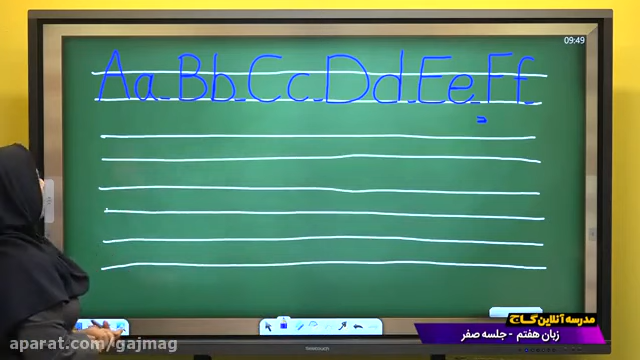 09:49
Aa Bb Cc Dd Ee Ff
مدرسه آنلاین گاج
زبان هفتم - جلسه صفر
aparat.com/gajmag